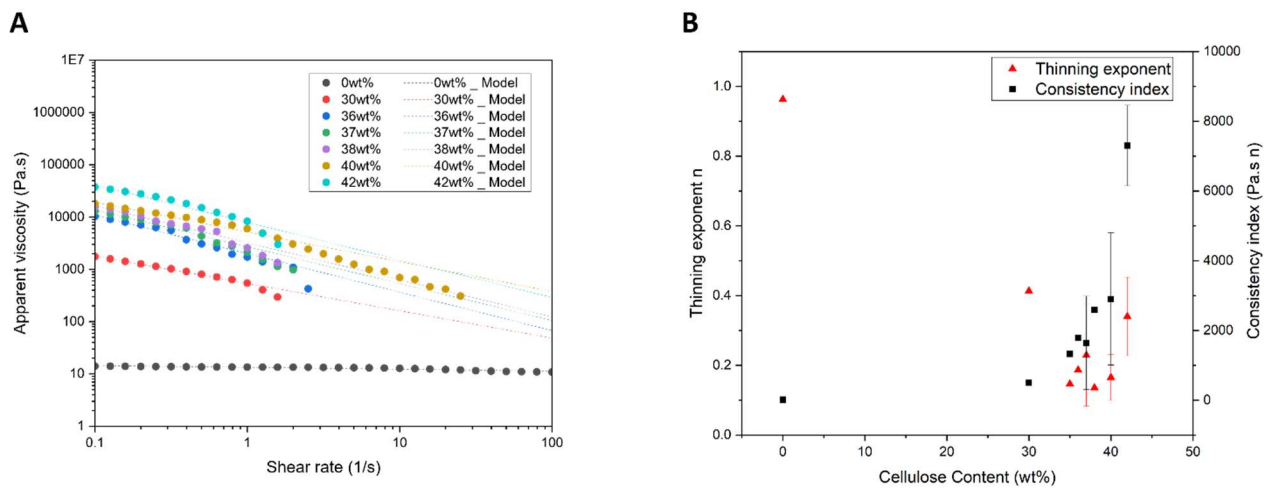 A
1E7
1000000
100000
10000
1000
100
10
1
0.1
1
10
100
Apparent viscosity (Pa.s)
Shear rate (1/s)
0wt% 0wt% _ Model
30wt% 30wt% _ Model
36wt% 36wt% _ Model
37wt% 37wt% _ Model
38wt% 38wt% _ Model
40wt% 40wt% _ Model
42wt% 42wt% _ Model
B
1.0
0.8
0.6
0.4
0.2
0.0
Thinning exponent n
0
10
20
30
40
50
Cellulose Content (wt%)
10000
8000
6000
4000
2000
0
Consistency index (Pa.s n)
Thinning exponent
Consistency index